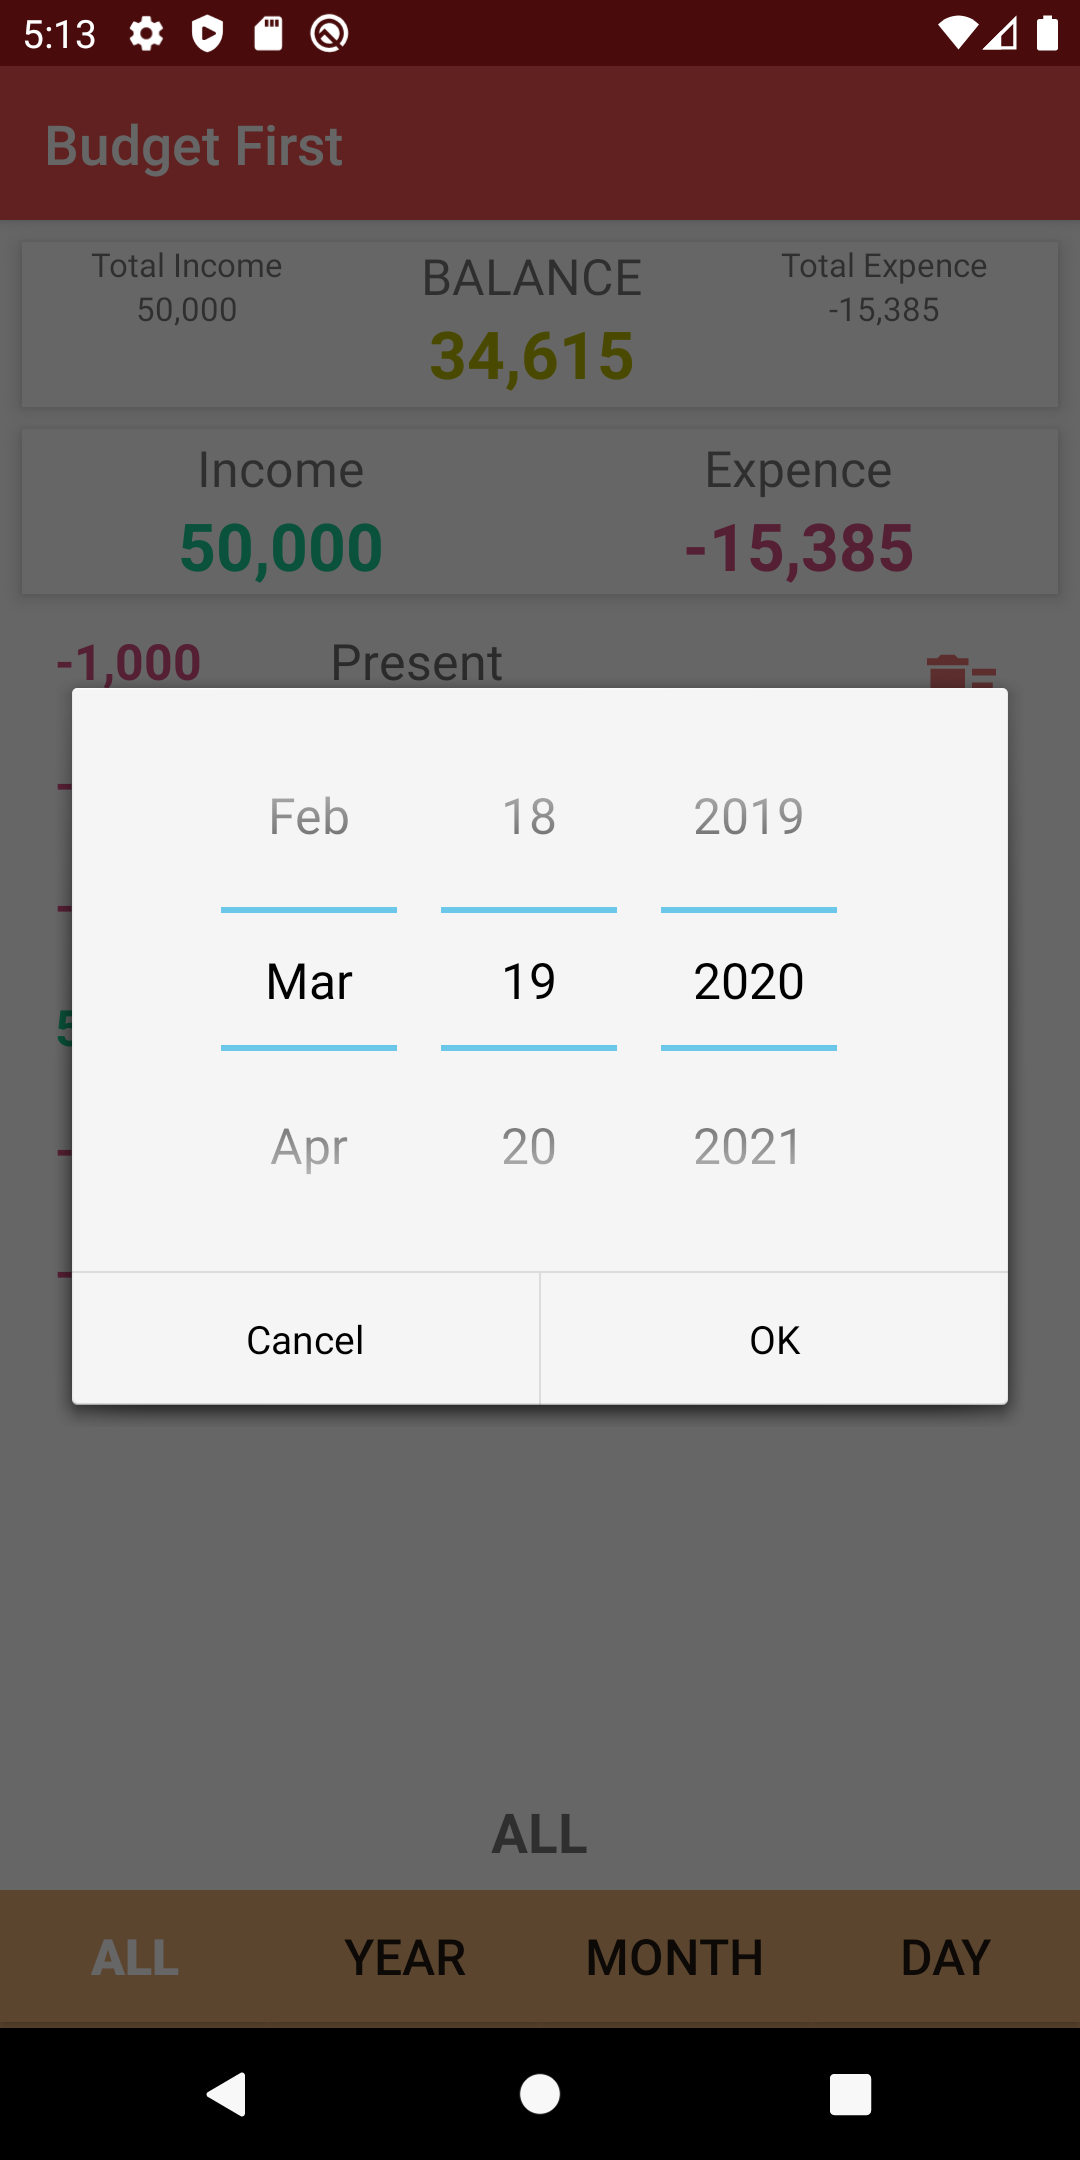 5:13
Budget First
Total Income
50,000
BALANCE
34,615
Total Expence
-15,385
Income
50,000
Expence
-15,385
-1,000 Present
Feb 18 2019
Mar 19 2020
Apr 20 2021
Cancel OK
ALL
ALL YEAR MONTH DAY